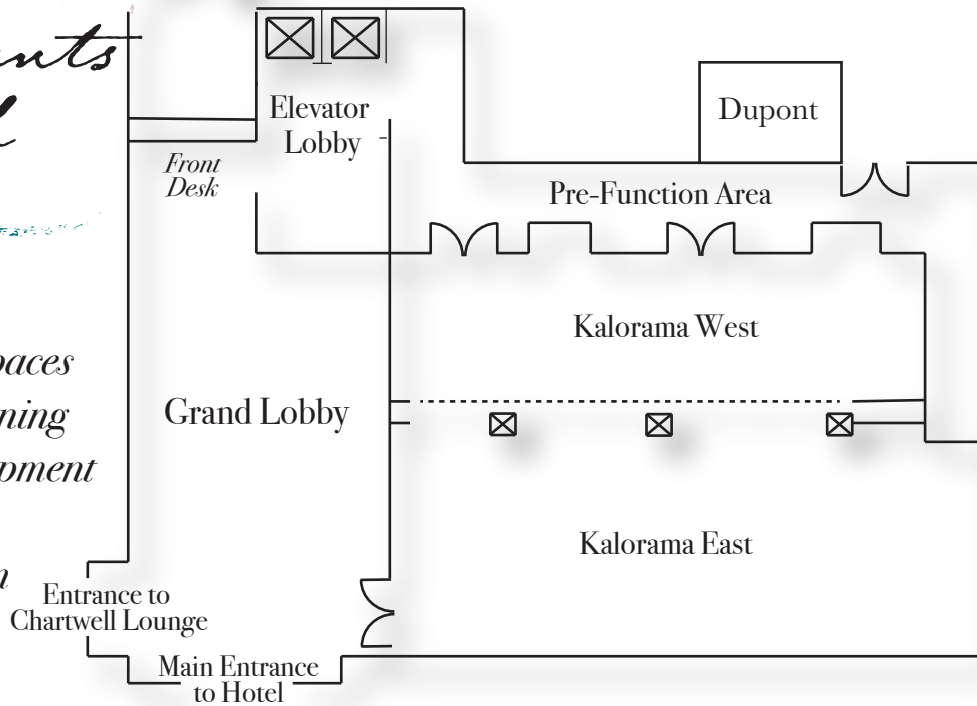 Elevator
Lobby
Front
Desk
Dupont
Pre-Function Area
Kalorama West
Grand Lobby
Kalorama East
Entrance to
Chartwell Lounge
Main Entrance
to Hotel